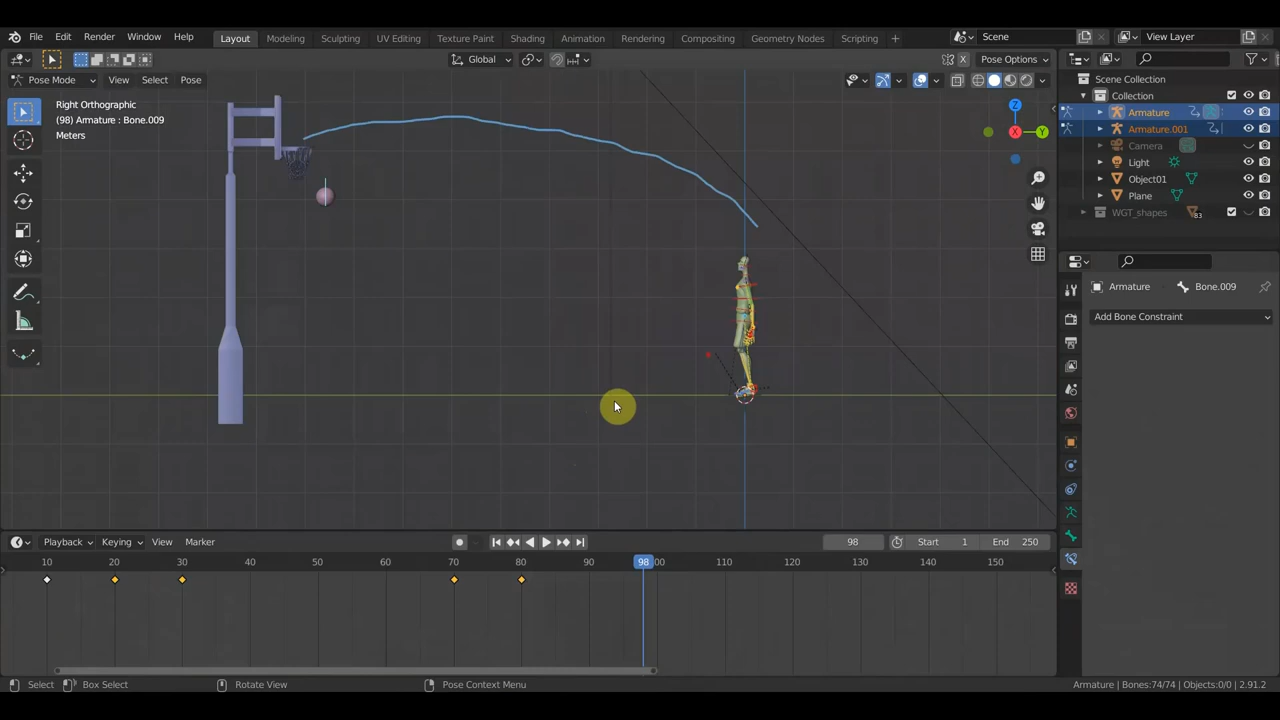 File Edit Render Window Help Layout Modeling Sculpting UV Editing Texture Paint Shading Animation Rendering Compositing Geometry Nodes Scripting + Scene View Layer
Global Pose Options
Pose Mode View Select Pose
Right Orthographic
(98) Armature : Bone.009
Meters
Z
Y
X
Scene Collection
Collection
Armature
Armature.001
Camera
Light
Object01
Plane
WGT_shapes 83
Armature Bone.009
Add Bone Constraint
Playback Keying View Marker 98 Start 1 End 250
10 20 30 50 60 70 80 90 98 00 110 120 130 140 150
Select Box Select Rotate View Pose Context Menu Armature | Bones:74/74 | Objects:0/0 | 2.91.2